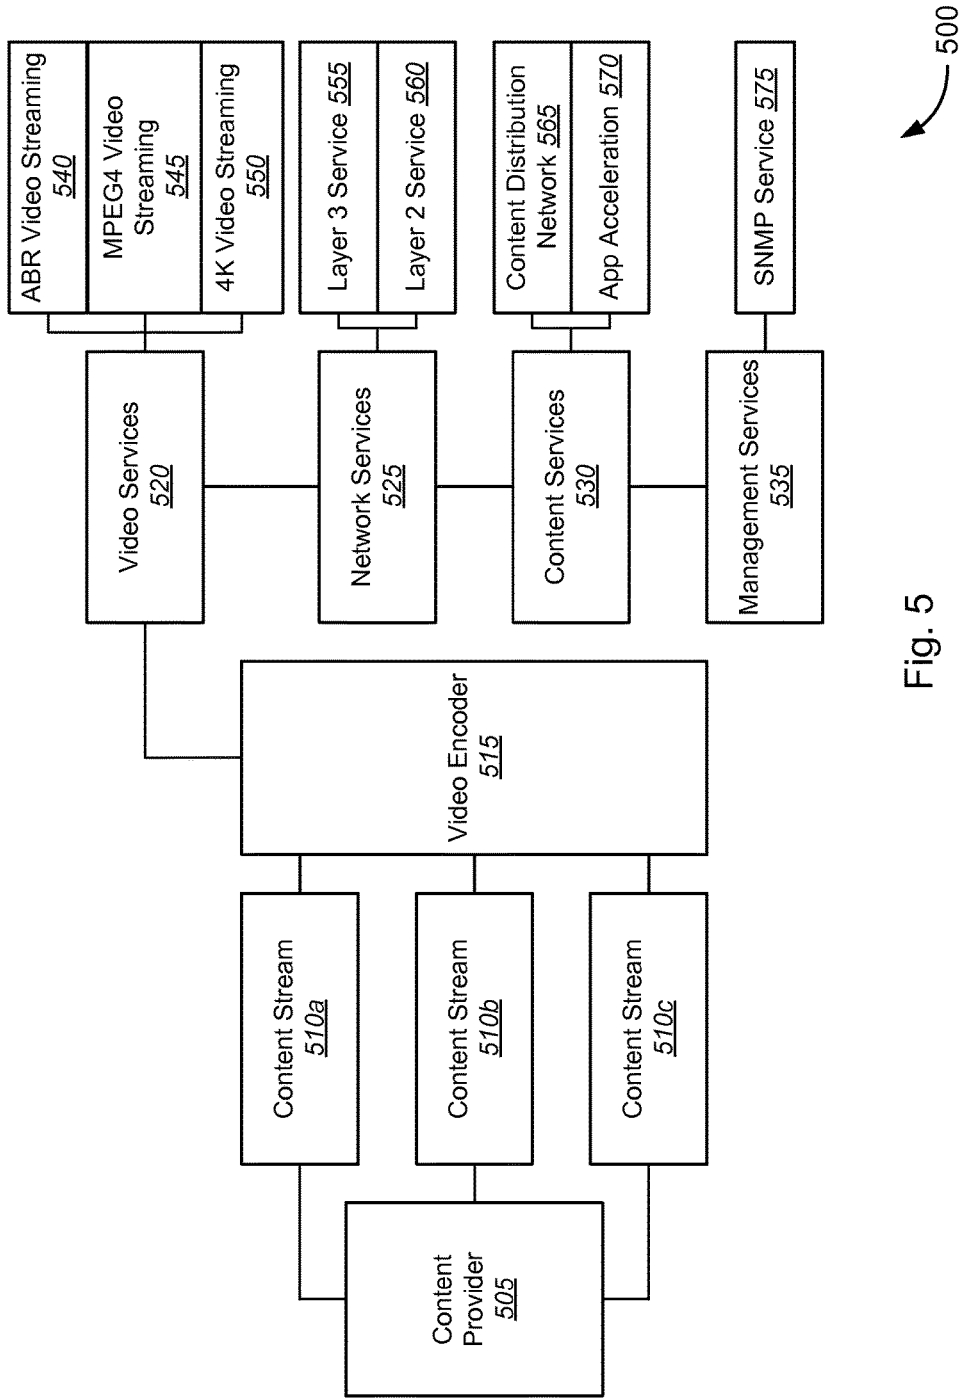 Content
Provider
505
Content Stream
510a
Content Stream
510b
Content Stream
510c
Video Encoder
515
Video Services
520
Network Services
525
Content Services
530
Management Services
535
ABR Video Streaming
540
MPEG4 Video
Streaming
545
4K Video Streaming
550
Layer 3 Service 555
Layer 2 Service 560
Content Distribution
Network 565
App Acceleration 570
SNMP Service 575
500
Fig. 5